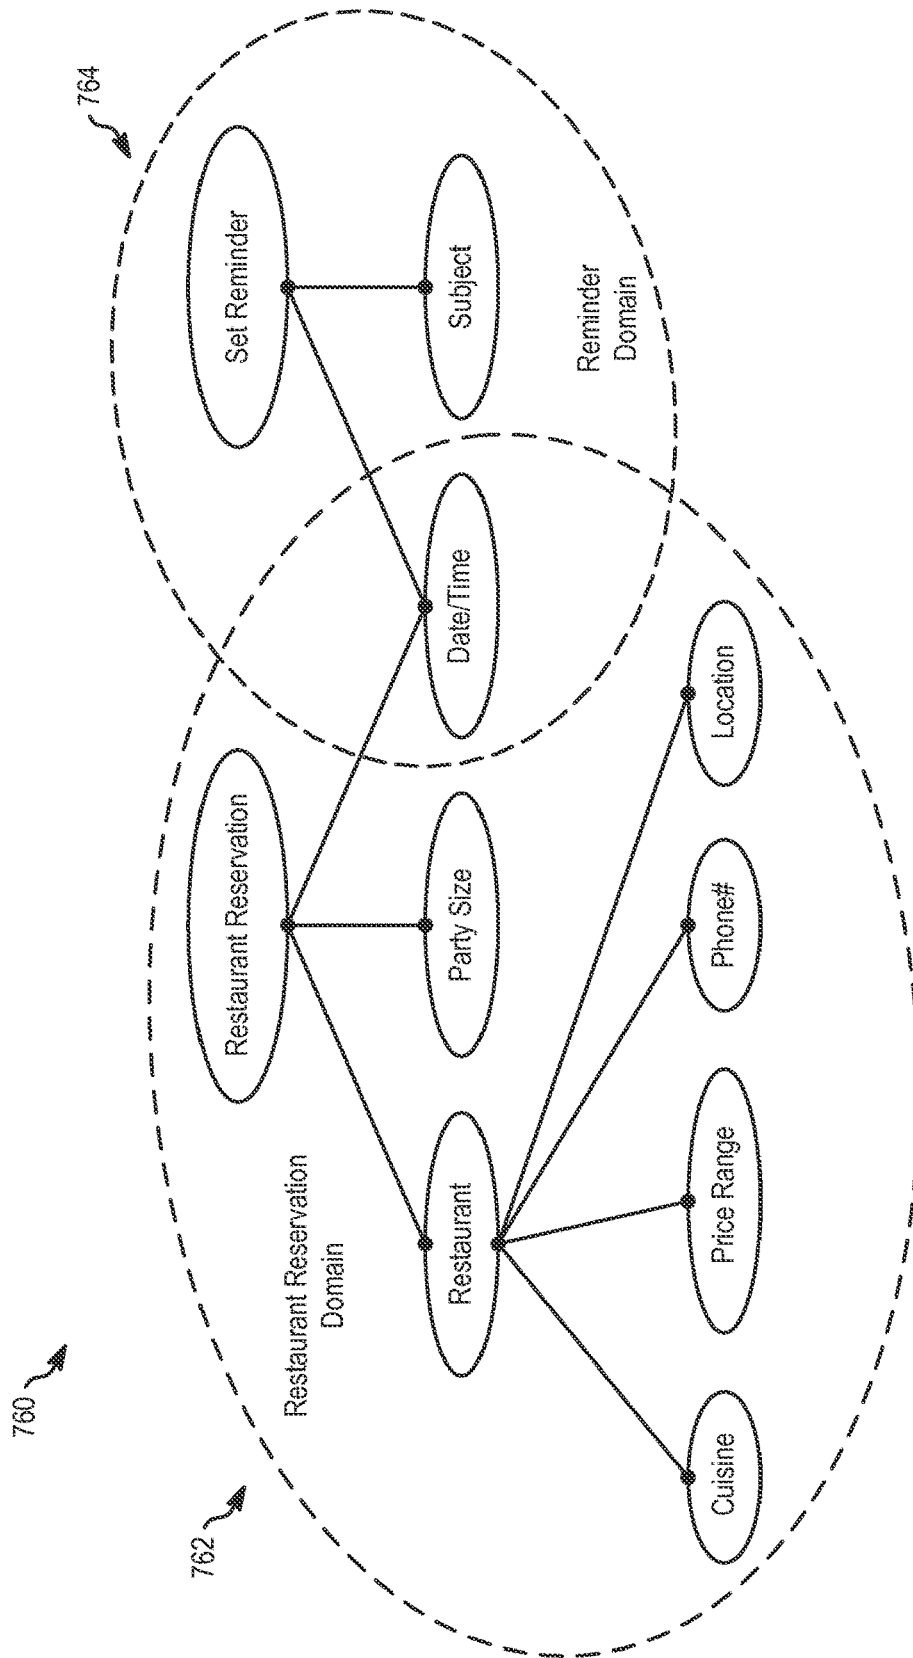 760
762
764
Restaurant Reservation
Set Reminder
Restaurant Reservation
Domain
Restaurant
Party Size
Date/Time
Subject
Reminder
Domain
Cuisine
Price Range
Phone#
Location